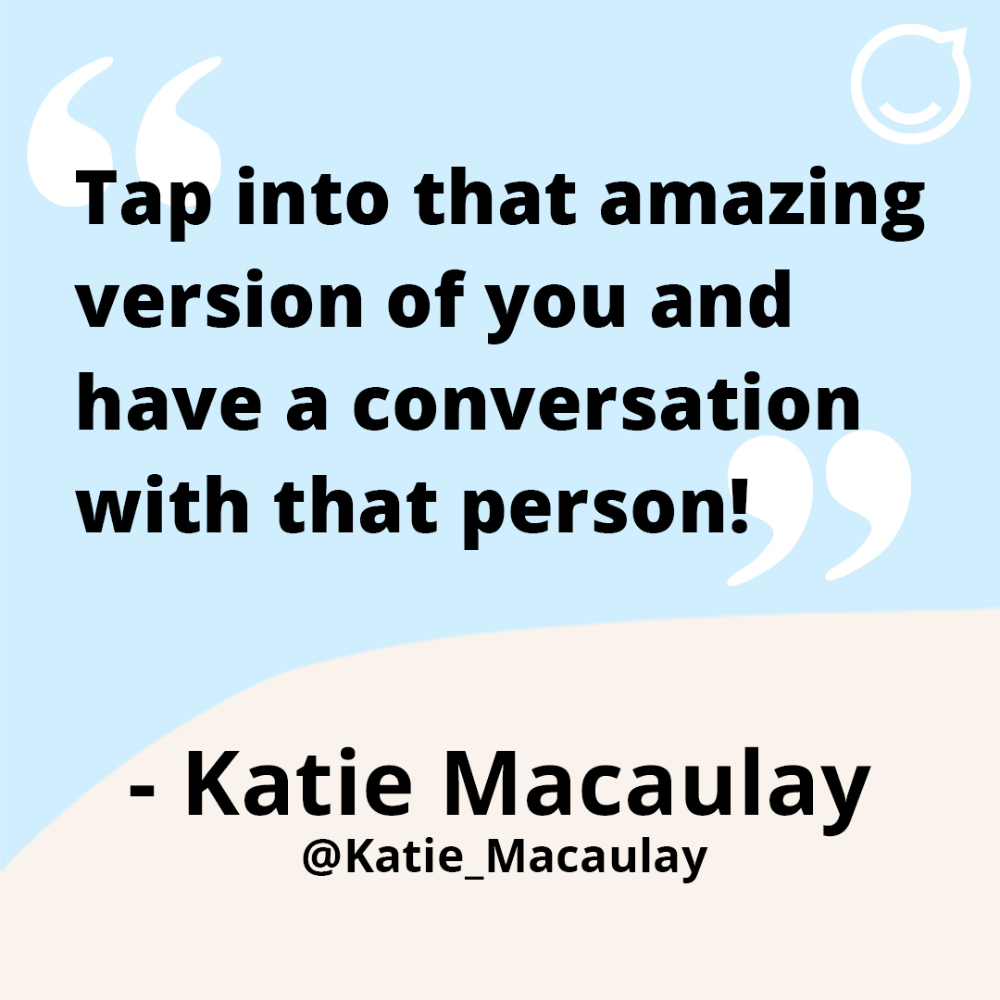 Tap into that amazing
version of you and
have a conversation
with that person!
- Katie Macaulay
@Katie_Macaulay